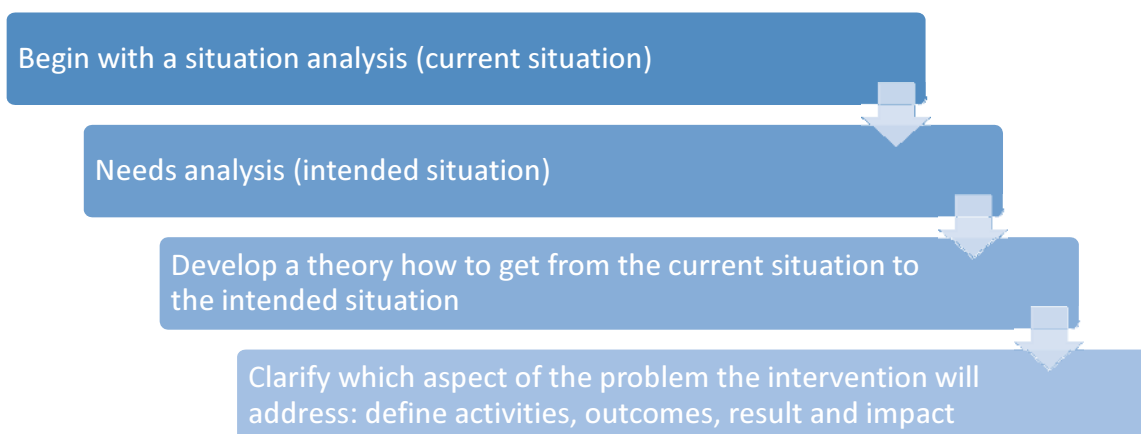 Begin with a situation analysis (current situation)
Needs analysis (intended situation)
Develop a theory how to get from the current situation to
the intended situation
Clarify which aspect of the problem the intervention will
address: define activities, outcomes, result and impact